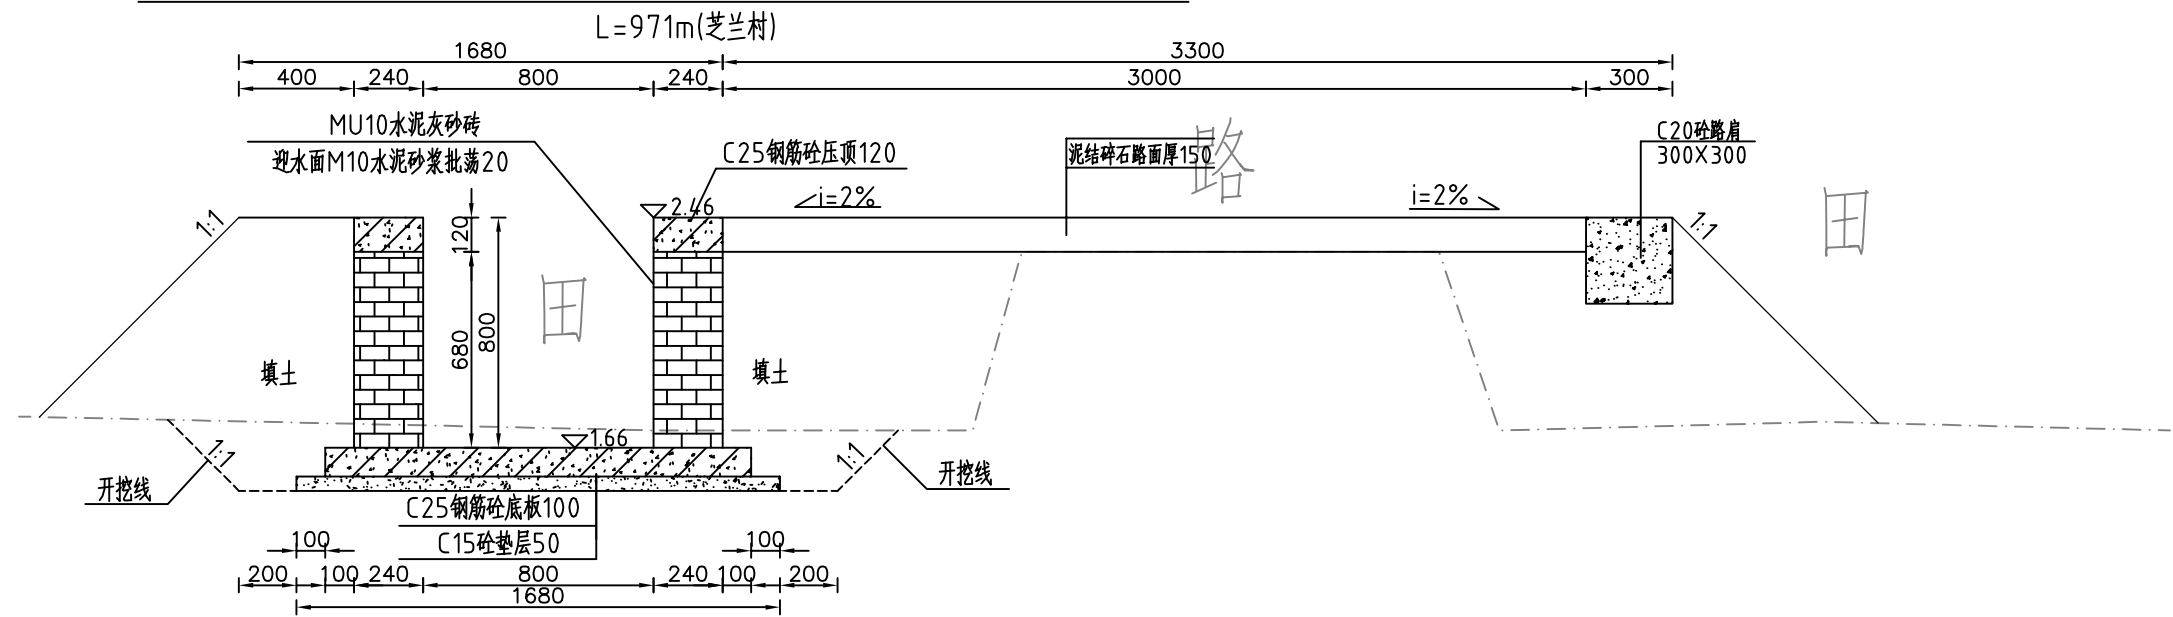 L=971m(芝兰村)
1680 3300
400 240 800 240 3000 300
MU10水泥灰砂砖
迎水面M10水泥砂浆批荡20
C25钢筋砼压顶120
泥结碎石路面厚150
路
C20砼路肩
300X300
i=2%
i=2%
2.46
1:1
1:1
田
120
680
800
田
填土
填土
1.66
1:1
1:1
开挖线
开挖线
C25钢筋砼底板100
C15砼垫层50
100 100
200 100 240 800 240 100 200
1680